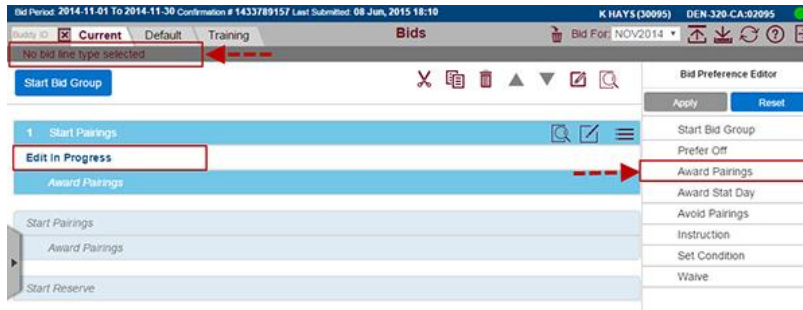 Bid Period: 2014-11-01 To 2014-11-30 Confirmation # 1433789157 Last Submitted: 08 Jun, 2015 18:10 K HAYS (30095) DEN-320-CA:02095
Buddy ID Current Default Training Bids Bid For: NOV2014
No bid line type selected
Start Bid Group
Bid Preference Editor
Apply Reset
1 Start Pairings
Edit In Progress
Award Pairings
Start Pairings
Award Pairings
Start Reserve
Start Bid Group
Prefer Off
Award Pairings
Award Stat Day
Avoid Pairings
Instruction
Set Condition
Waive